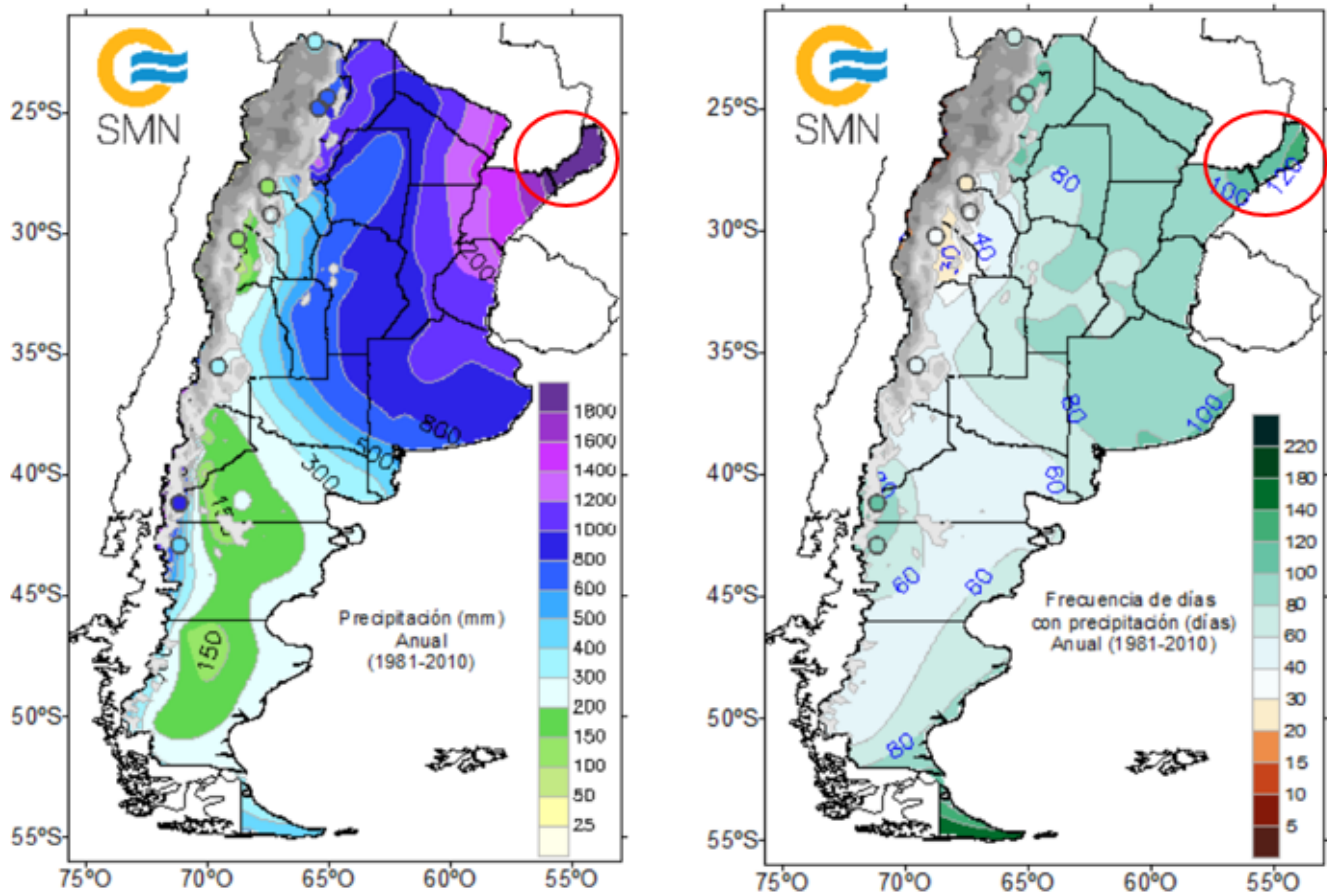 SMN
25ºS
30ºS
35ºS
40ºS
45ºS
50ºS
55ºS
75ºO
70ºO
65ºO
60ºO
55ºO
1200
800
500
300
150
Precipitación (mm)
Anual
(1981-2010)
1800
1600
1400
1200
1000
800
600
500
400
300
200
150
100
50
25
SMN
25ºS
30ºS
35ºS
40ºS
45ºS
50ºS
55ºS
75ºO
70ºO
65ºO
60ºO
55ºO
80
100
120
40
30
80
100
60
60
60
80
Frecuencia de días
con precipitación (días)
Anual (1981-2010)
220
180
140
120
100
80
60
40
30
20
15
10
5